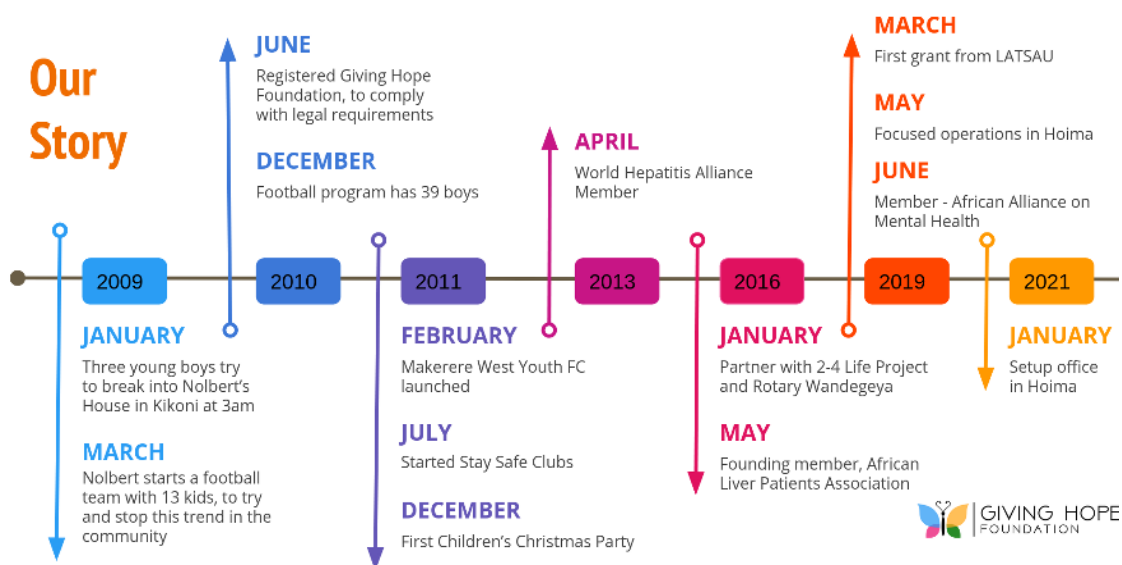 Our
Story
2009
JANUARY
Three young boys try
to break into Nolbert's
House in Kikoni at 3am
MARCH
Nolbert starts a football
team with 13 kids, to try
and stop this trend in the
community
JUNE
Registered Giving Hope
Foundation, to comply
with legal requirements
DECEMBER
Football program has 39 boys
2010
2011
FEBRUARY
Makerere West Youth FC
launched
JULY
Started Stay Safe Clubs
DECEMBER
First Children's Christmas Party
APRIL
World Hepatitis Alliance
Member
2013
2016
JANUARY
Partner with 2-4 Life Project
and Rotary Wandegeya
MAY
Founding member, African
Liver Patients Association
MARCH
First grant from LATSAU
MAY
Focused operations in Hoima
JUNE
Member - African Alliance on
Mental Health
2019
2021
JANUARY
Setup office
in Hoima
GIVING HOPE
FOUNDATION